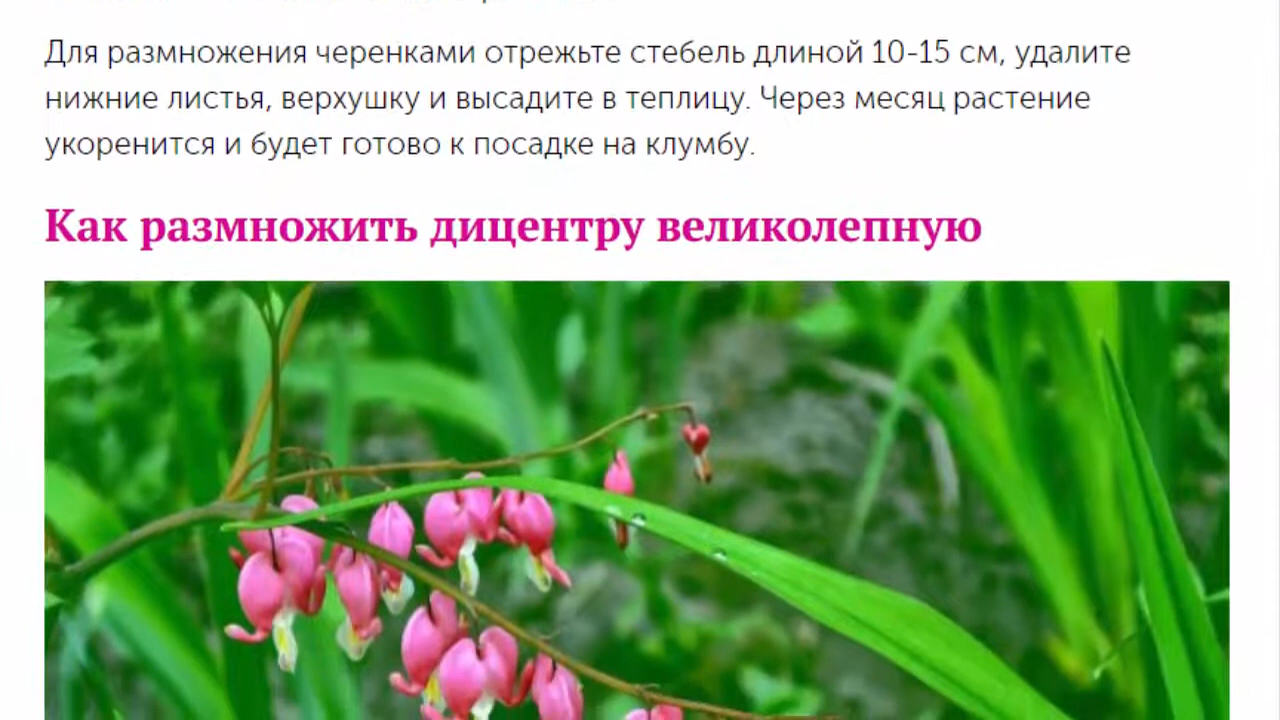 Для размножения черенками отрежьте стебель длиной 10-15 см, удалите
нижние листья, верхушку и высадите в теплицу. Через месяц растение
укоренится и будет готово к посадке на клумбу.
Как размножить дицентру великолепную